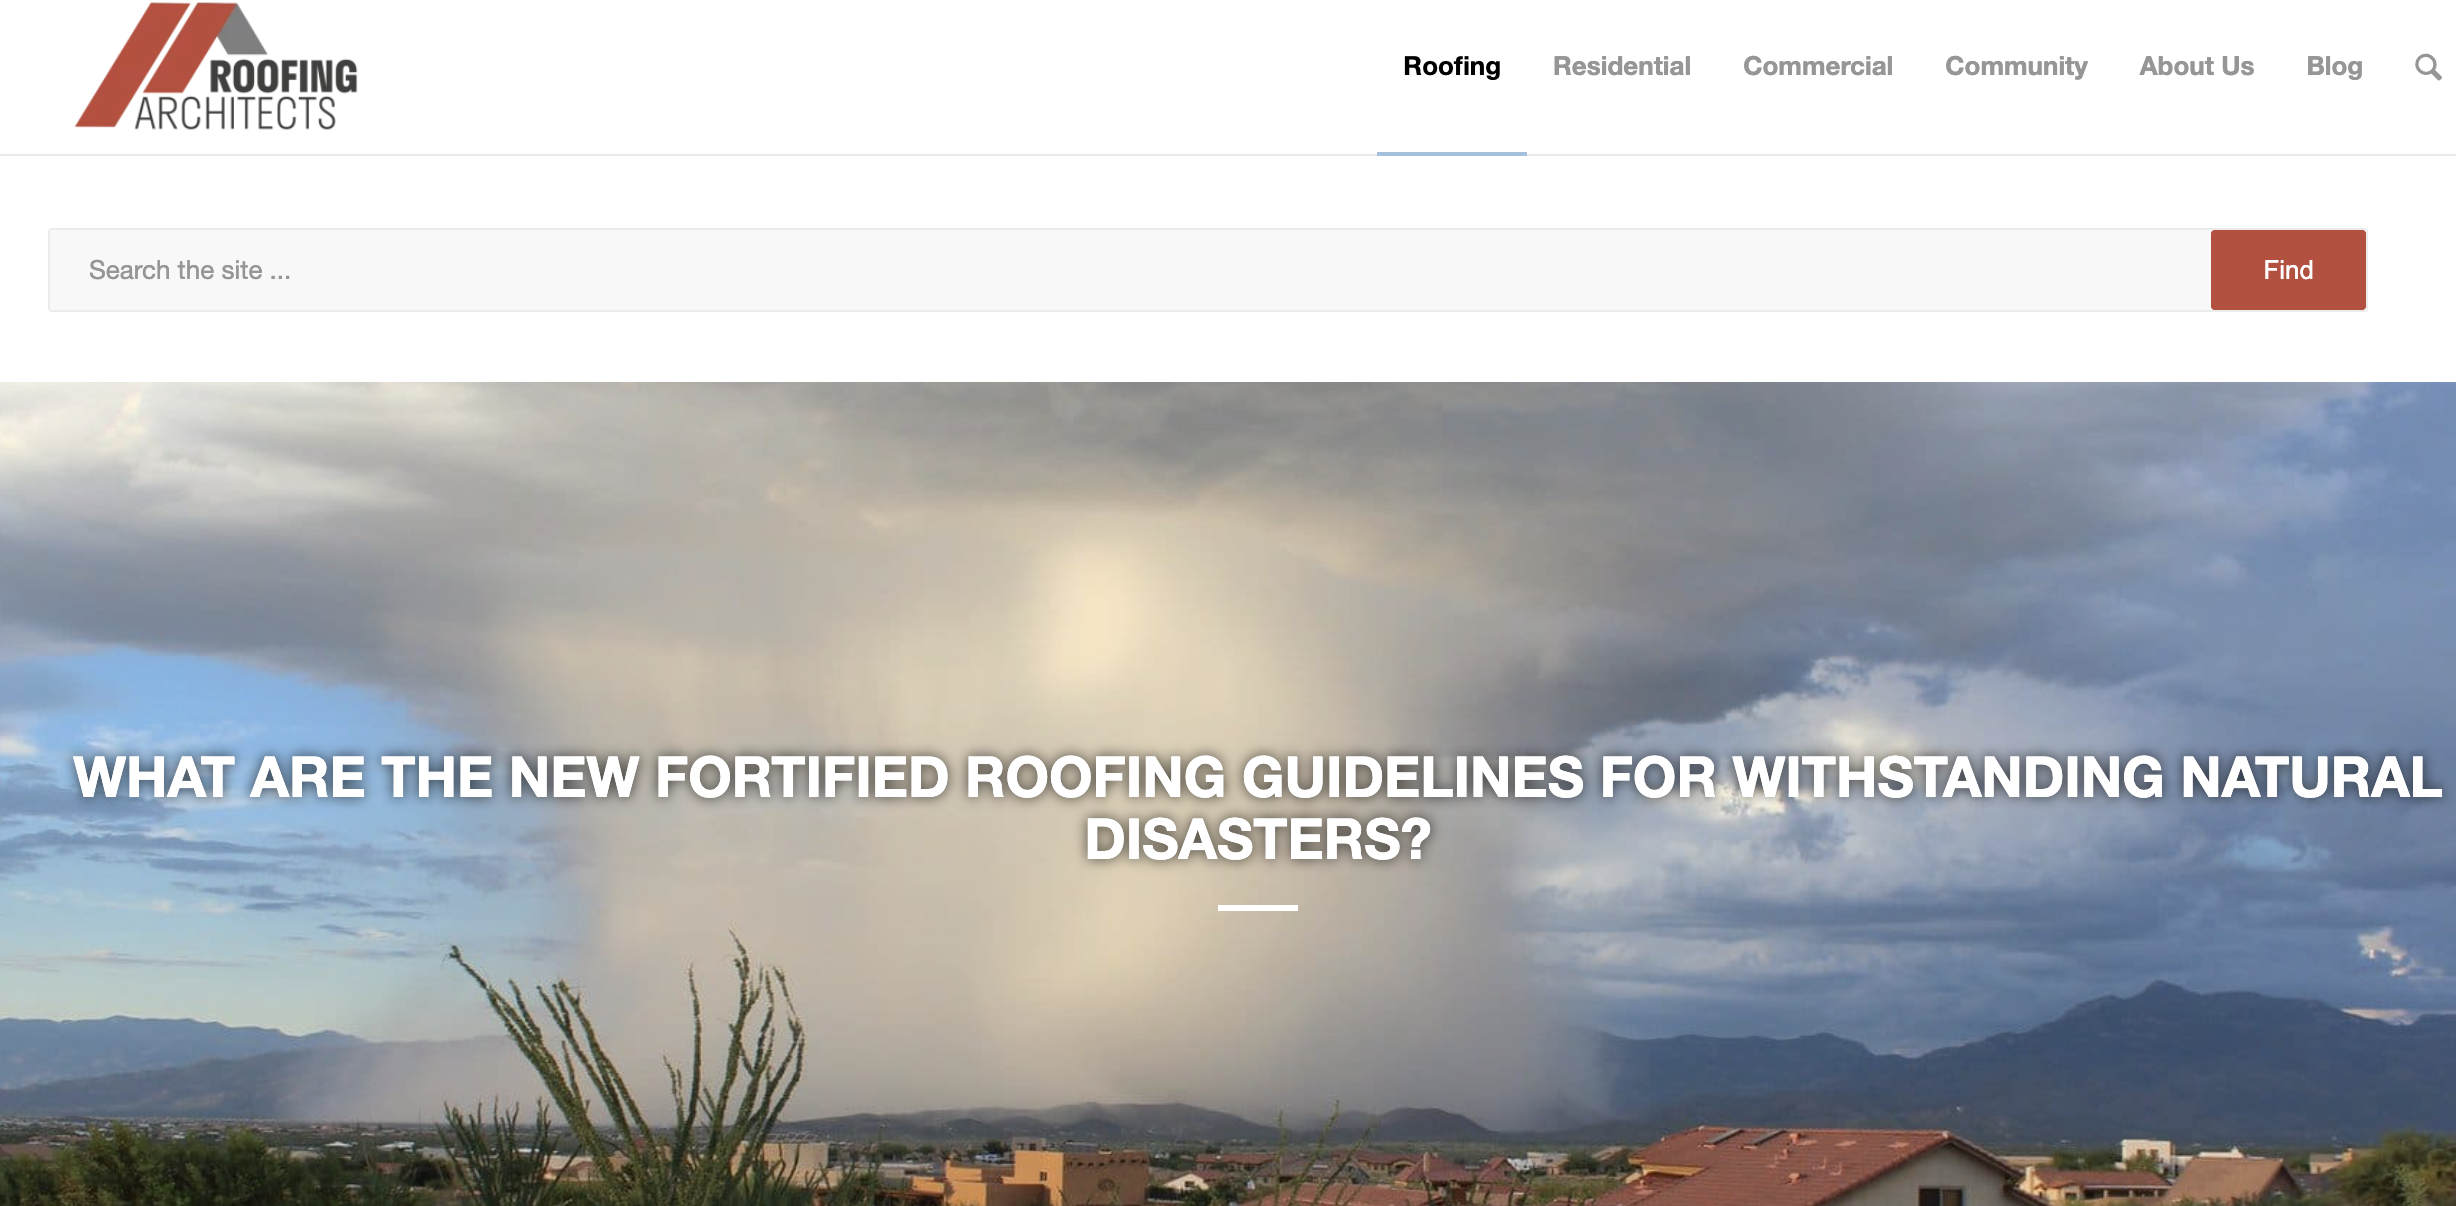 ROOFING
ARCHITECTS
Roofing Residential Commercial Community About Us Blog
Search the site ...
Find
WHAT ARE THE NEW FORTIFIED ROOFING GUIDELINES FOR WITHSTANDING NATURAL
DISASTERS?